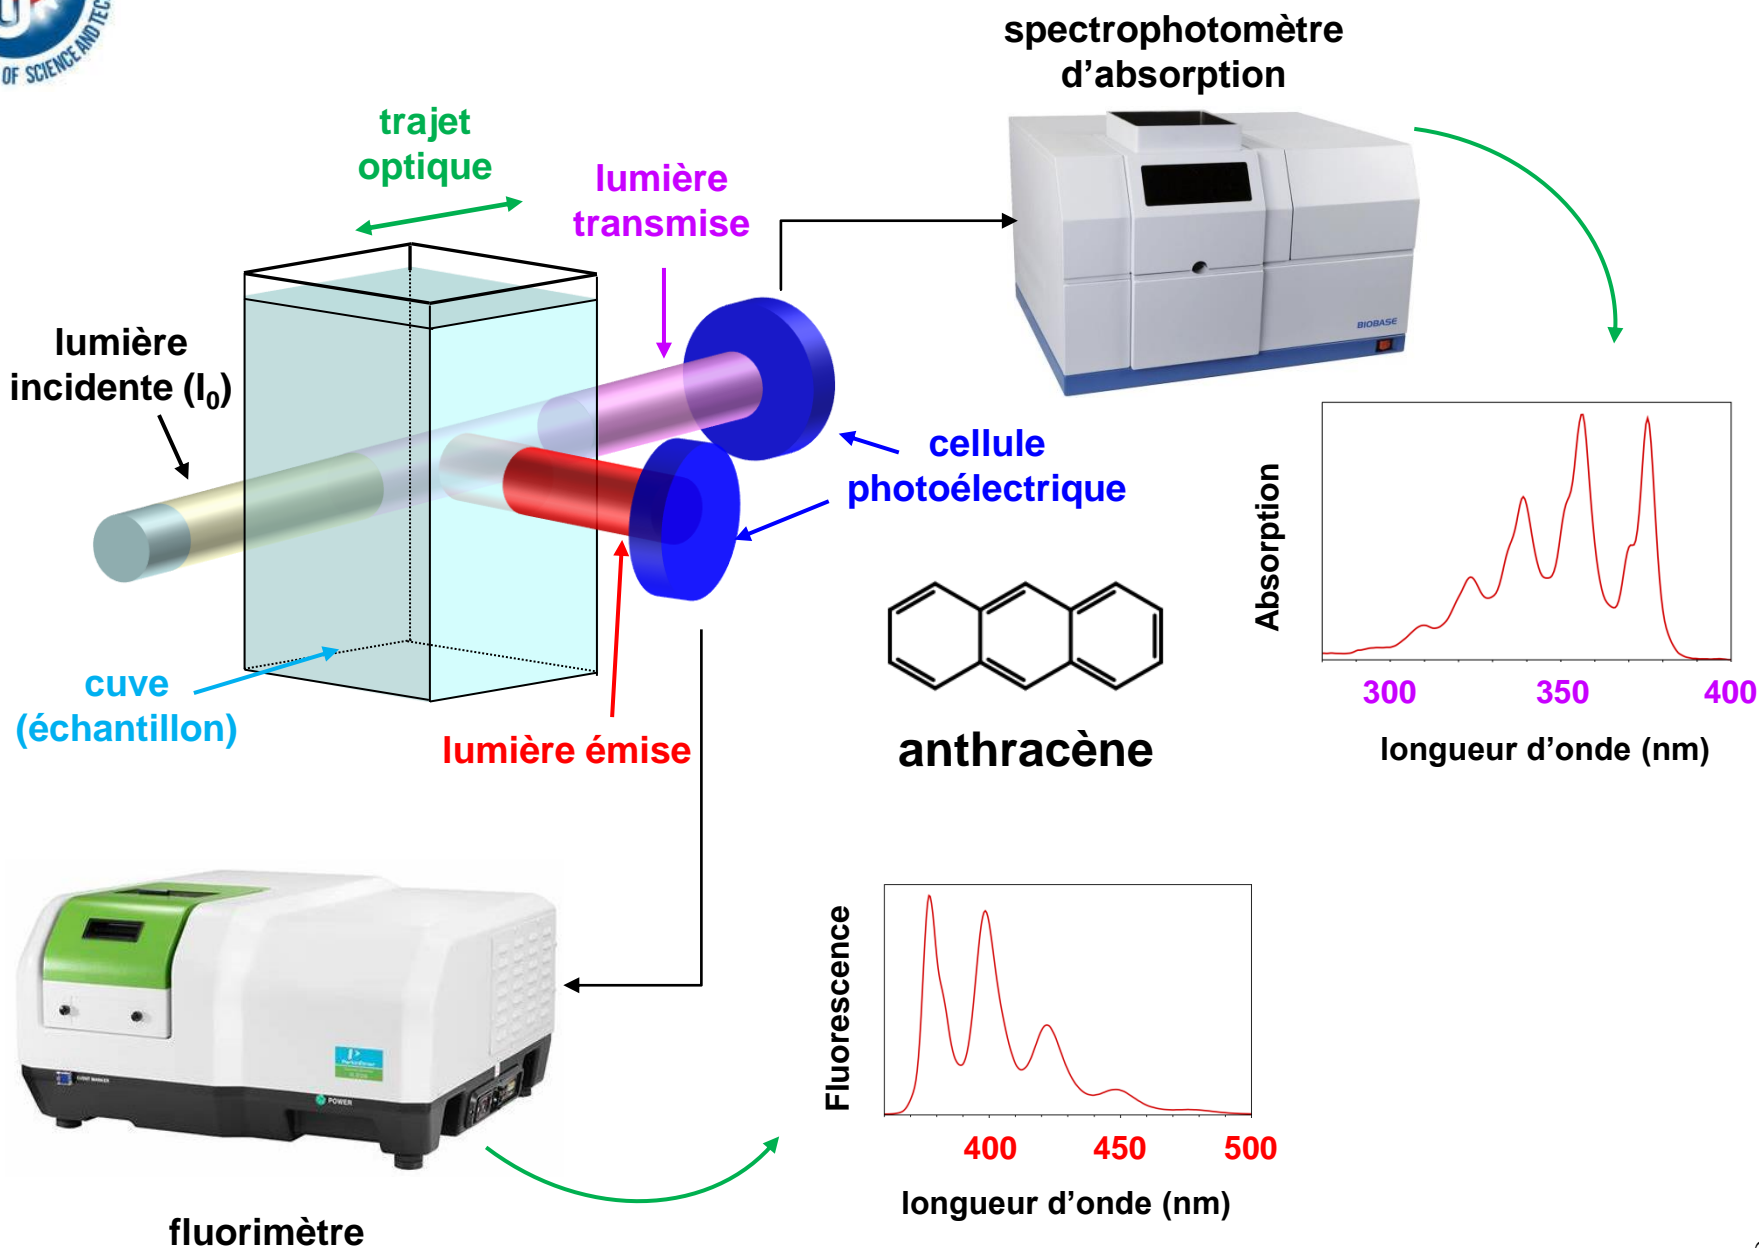 OF SCIENCE AND TEC
spectrophotomètre
d'absorption
trajet
optique
lumière
transmise
lumière
incidente (I₀)
BIOBASE
cellule
photoélectrique
Absorption
300 350 400
longueur d'onde (nm)
cuve
(échantillon)
lumière émise
anthracène
PerkinElmer
POWER
Fluorescence
400 450 500
longueur d'onde (nm)
fluorimètre